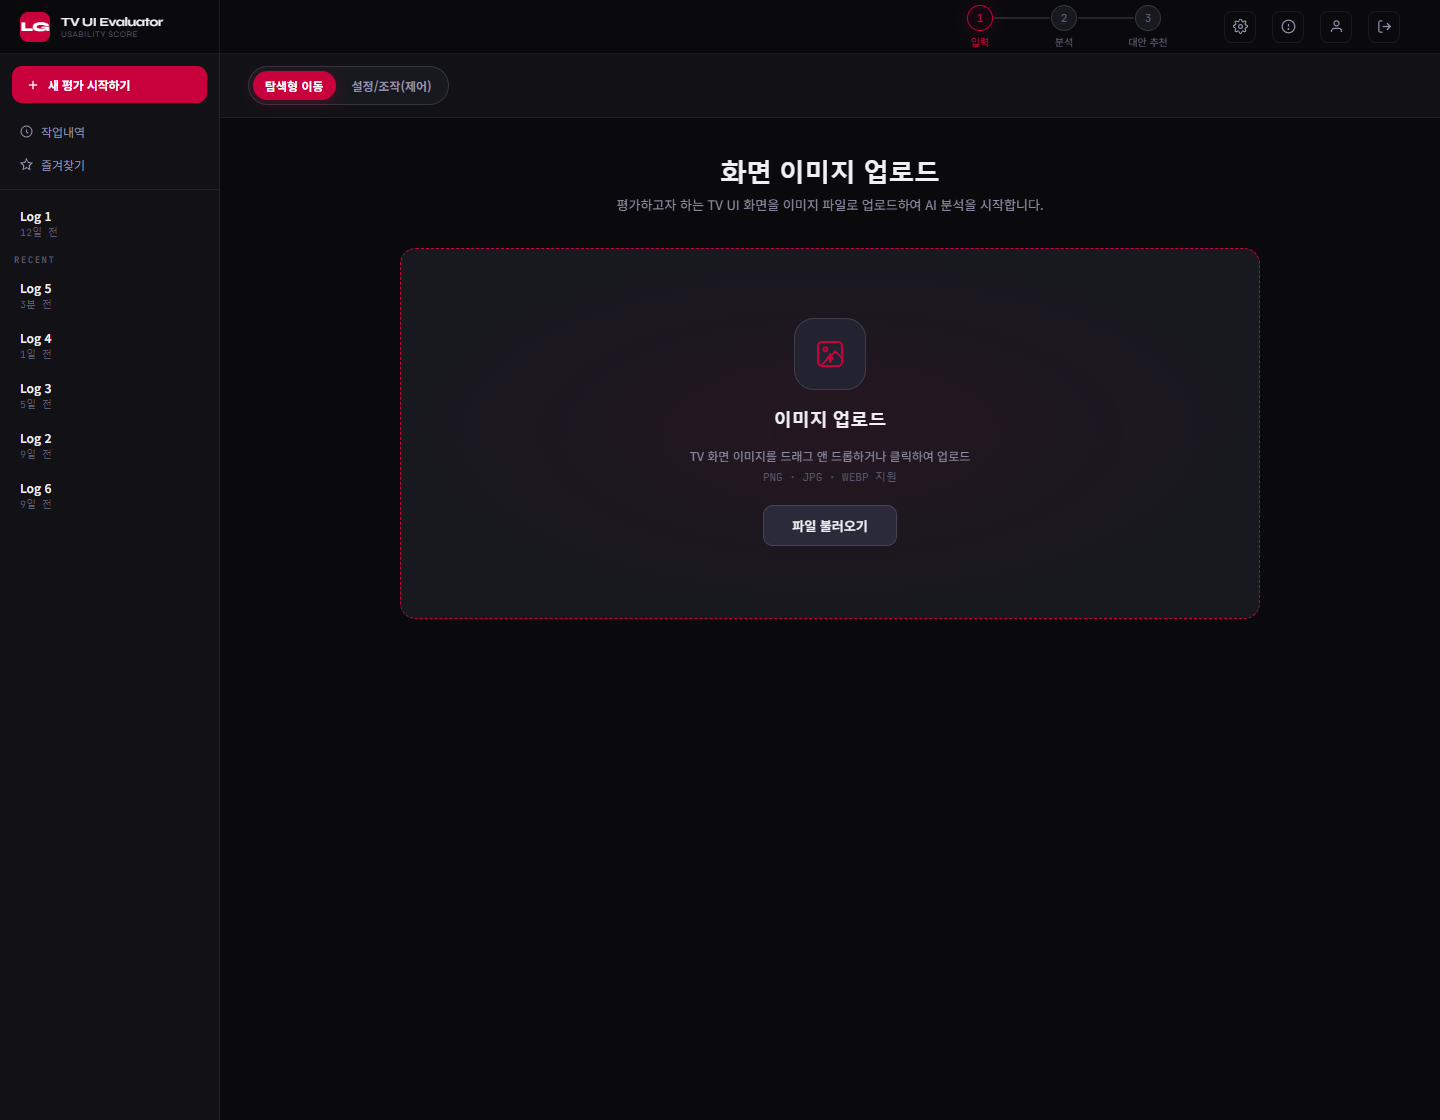 LG
TV UI Evaluator
USABILITY SCORE
1
2
3
입력
분석
대안 추천
새 평가 시작하기
탐색형 이동
설정/조작(제어)
작업내역
즐겨찾기
Log 1
12일 전
RECENT
Log 5
3분 전
Log 4
1일 전
Log 3
5일 전
Log 2
9일 전
Log 6
9일 전
화면 이미지 업로드
평가하고자 하는 TV UI 화면을 이미지 파일로 업로드하여 AI 분석을 시작합니다.
이미지 업로드
TV 화면 이미지를 드래그 앤 드롭하거나 클릭하여 업로드
PNG · JPG · WEBP 지원
파일 불러오기